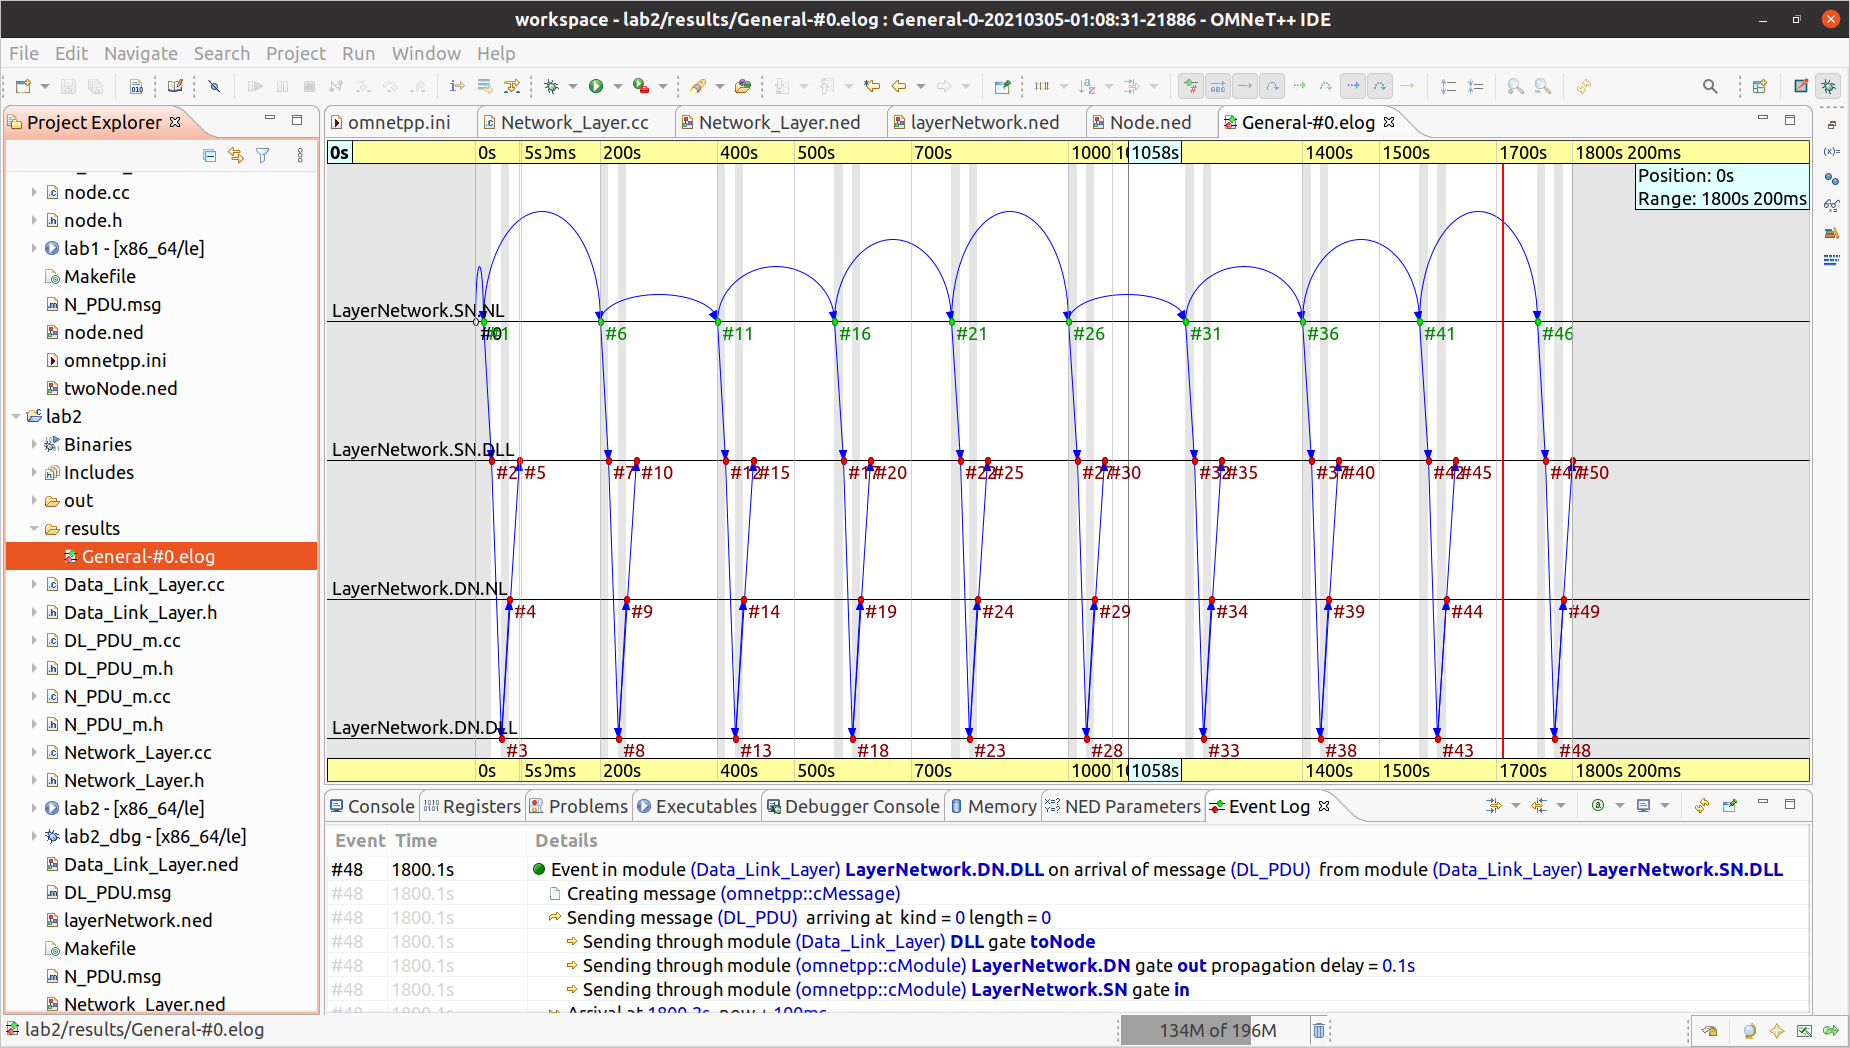 workspace - lab2/results/General-#0.elog : General-0-20210305-01:08:31-21886 - OMNeT++ IDE
File Edit Navigate Search Project Run Window Help
Project Explorer
node.cc
node.h
lab1 - [x86_64/le]
Makefile
N_PDU.msg
node.ned
omnetpp.ini
twoNode.ned
lab2
Binaries
Includes
out
results
General-#0.elog
Data_Link_Layer.cc
Data_Link_Layer.h
DL_PDU_m.cc
DL_PDU_m.h
N_PDU_m.cc
N_PDU_m.h
Network_Layer.cc
Network_Layer.h
lab2 - [x86_64/le]
lab2_dbg - [x86_64/le]
Data_Link_Layer.ned
DL_PDU.msg
layerNetwork.ned
Makefile
N_PDU.msg
Network_Layer.ned
omnetpp.ini Network_Layer.cc Network_Layer.ned layerNetwork.ned Node.ned General-#0.elog
0s 0s 5s 0ms 200s 400s 500s 700s 1000 1058s 1400s 1500s 1700s 1800s 200ms
Position: 0s
Range: 1800s 200ms
LayerNetwork.SN.NL
#0 #1 #6 #11 #16 #21 #26 #31 #36 #41 #46
LayerNetwork.SN.DLL
#2 #5 #7 #10 #12 #15 #17 #20 #22 #25 #27 #30 #32 #35 #37 #40 #42 #45 #47 #50
LayerNetwork.DN.NL
#4 #9 #14 #19 #24 #29 #34 #39 #44 #49
LayerNetwork.DN.DLL
#3 #8 #13 #18 #23 #28 #33 #38 #43 #48
0s 5s 0ms 200s 400s 500s 700s 1000 1058s 1400s 1500s 1700s 1800s 200ms
Console Registers Problems Executables Debugger Console Memory NED Parameters Event Log
Event Time Details
#48 1800.1s Event in module (Data_Link_Layer) LayerNetwork.DN.DLL on arrival of message (DL_PDU) from module (Data_Link_Layer) LayerNetwork.SN.DLL
#48 1800.1s Creating message (omnetpp::cMessage)
#48 1800.1s Sending message (DL_PDU) arriving at kind = 0 length = 0
#48 1800.1s Sending through module (Data_Link_Layer) DLL gate toNode
#48 1800.1s Sending through module (omnetpp::cModule) LayerNetwork.DN gate out propagation delay = 0.1s
#48 1800.1s Sending through module (omnetpp::cModule) LayerNetwork.SN gate in
#48 1800.1s Arrival at 1800.2s now + 100ms
lab2/results/General-#0.elog
134M of 196M